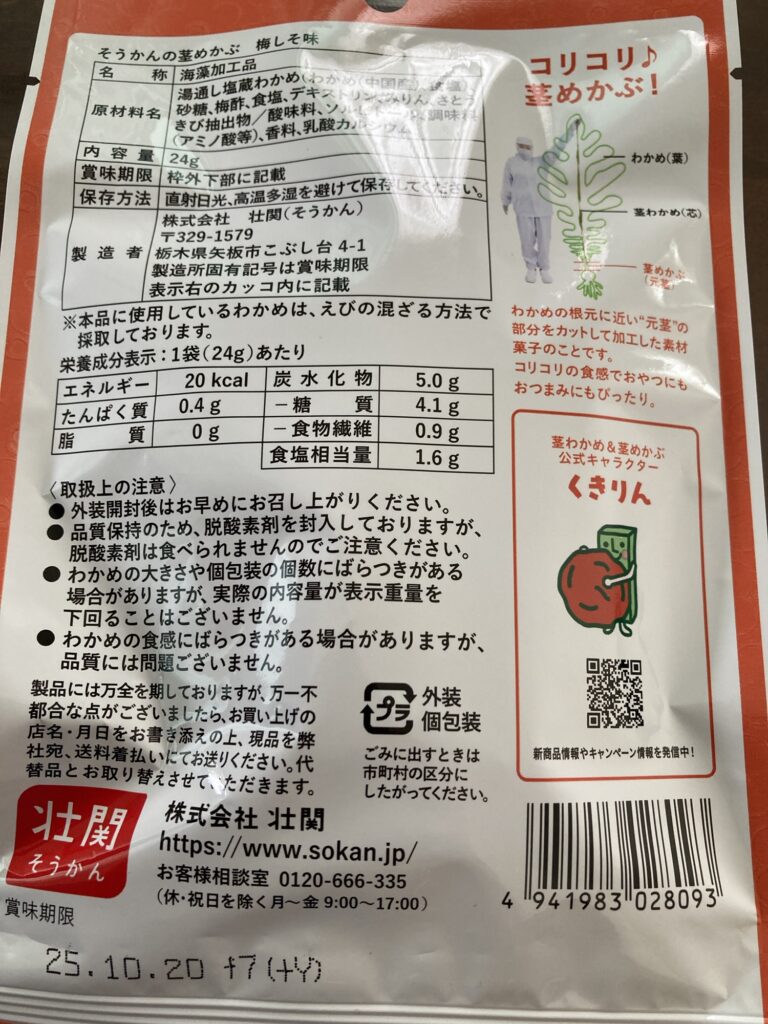 そうかんの茎めかぶ 梅しそ味
名称 海藻加工品
原材料名 湯通し塩蔵わかめ(わかめ(中国産)、食塩)、
砂糖、梅酢、食塩、デキストリン、みりん、さとう
きび抽出物/酸味料、ソルビトール、調味料
(アミノ酸等)、香料、乳酸カルシウム
内容量 24g
賞味期限 枠外下部に記載
保存方法 直射日光、高温多湿を避けて保存してください。
製造者 株式会社 壮関(そうかん)
〒329-1579
栃木県矢板市こぶし台 4-1
製造所固有記号は賞味期限
表示右のカッコ内に記載
※本品に使用しているわかめは、えびの混ざる方法で
採取しております。
栄養成分表示:1袋(24g)あたり
エネルギー 20 kcal 炭水化物 5.0 g
たんぱく質 0.4 g −糖質 4.1 g
脂質 0 g −食物繊維 0.9 g
食塩相当量 1.6 g
〈取扱上の注意〉
●外装開封後はお早めにお召し上がりください。
●品質保持のため、脱酸素剤を封入しておりますが、
脱酸素剤は食べられませんのでご注意ください。
●わかめの大きさや個包装の個数にばらつきがある
場合がありますが、実際の内容量が表示重量を
下回ることはございません。
●わかめの食感にばらつきがある場合がありますが、
品質には問題ございません。
製品には万全を期しておりますが、万一不
都合な点がございましたら、お買い上げの
店名・月日をお書き添えの上、現品を弊
社宛、送料着払いにてお送りください。代
替品とお取り替えさせていただきます。
プラ
外装
個包装
ごみに出すときは
市町村の区分に
したがってください。
壮関
そうかん
株式会社 壮関
https://www.sokan.jp/
お客様相談室 0120-666-335
(休・祝日を除く月〜金 9:00〜17:00)
賞味期限
25.10.20 f7(+Y)
コリコリ♪
茎めかぶ!
わかめ(葉)
茎わかめ(芯)
茎めかぶ
(元茎)
わかめの根元に近い“元茎”の
部分をカットして加工した素材
菓子のことです。
コリコリの食感でおやつにも
おつまみにもぴったり。
茎わかめ&茎めかぶ
公式キャラクター
くきりん
新商品情報やキャンペーン情報を発信中!
4 941983 028093